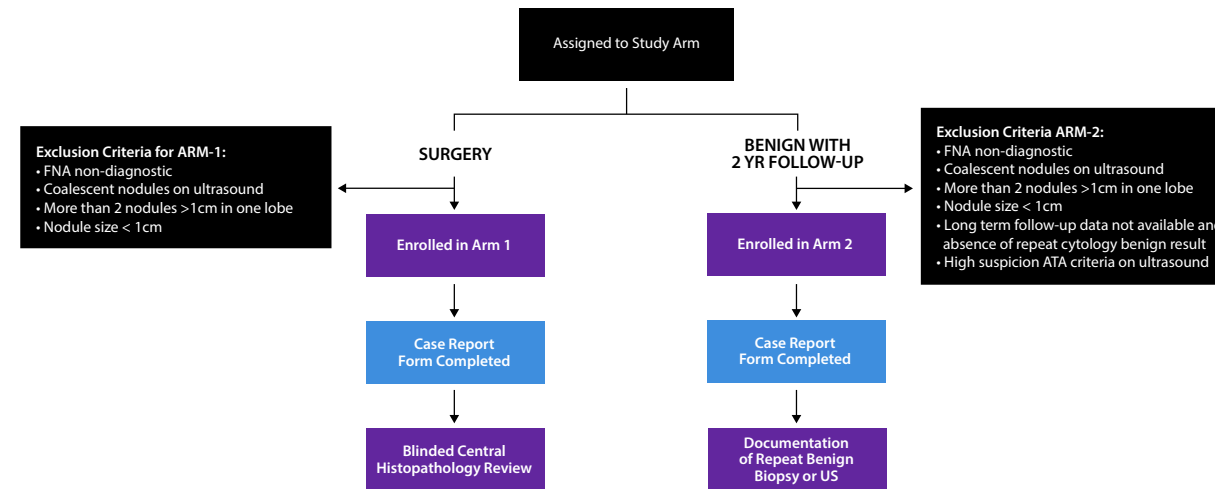 Assigned to Study Arm
Exclusion Criteria for ARM-1:
• FNA non-diagnostic
• Coalescent nodules on ultrasound
• More than 2 nodules >1cm in one lobe
• Nodule size < 1cm
SURGERY
BENIGN WITH
2 YR FOLLOW-UP
Exclusion Criteria ARM-2:
• FNA non-diagnostic
• Coalescent nodules on ultrasound
• More than 2 nodules >1cm in one lobe
• Nodule size < 1cm
• Long term follow-up data not available and
absence of repeat cytology benign result
• High suspicion ATA criteria on ultrasound
Enrolled in Arm 1
Enrolled in Arm 2
Case Report
Form Completed
Case Report
Form Completed
Blinded Central
Histopathology Review
Documentation
of Repeat Benign
Biopsy or US